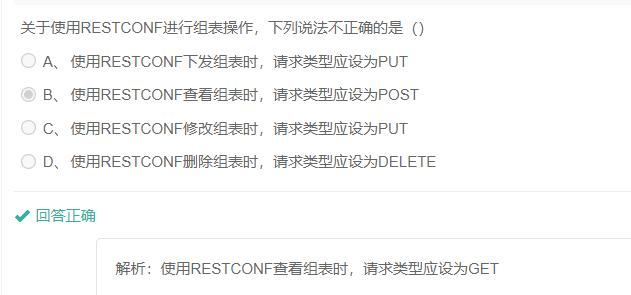 关于使用RESTCONF进行组表操作，下列说法不正确的是（）
A、使用RESTCONF下发组表时，请求类型应设为PUT
B、使用RESTCONF查看组表时，请求类型应设为POST
C、使用RESTCONF修改组表时，请求类型应设为PUT
D、使用RESTCONF删除组表时，请求类型应设为DELETE
回答正确
解析：使用RESTCONF查看组表时，请求类型应设为GET